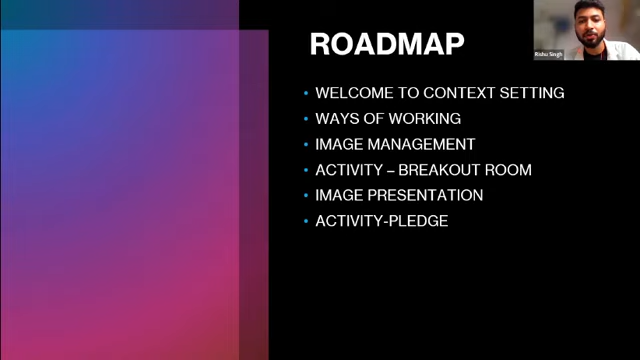 ROADMAP
Rishu Singh
• WELCOME TO CONTEXT SETTING
• WAYS OF WORKING
• IMAGE MANAGEMENT
• ACTIVITY – BREAKOUT ROOM
• IMAGE PRESENTATION
• ACTIVITY-PLEDGE